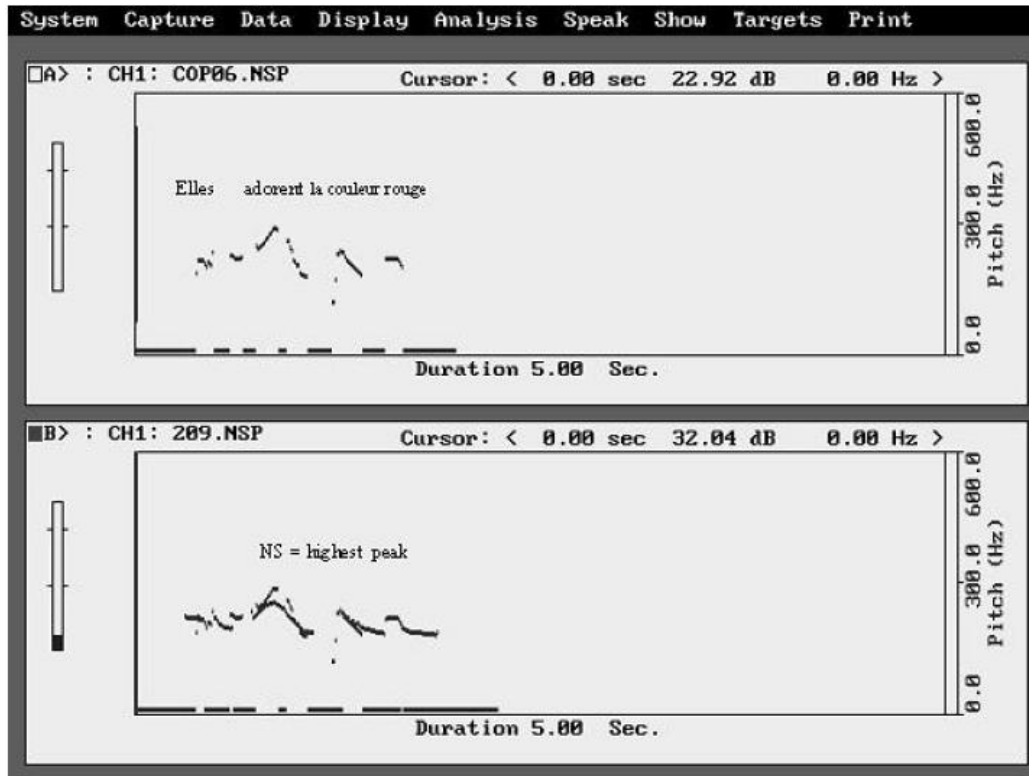 System Capture Data Display Analysis Speak Show Targets Print
A> : CH1: COP06.NSP Cursor: < 0.00 sec 22.92 dB 0.00 Hz >
Elles adorent la couleur rouge
600.0
300.0
0.0
Pitch (Hz)
Duration 5.00 Sec.
B> : CH1: 209.NSP Cursor: < 0.00 sec 32.04 dB 0.00 Hz >
NS = highest peak
600.0
300.0
0.0
Pitch (Hz)
Duration 5.00 Sec.